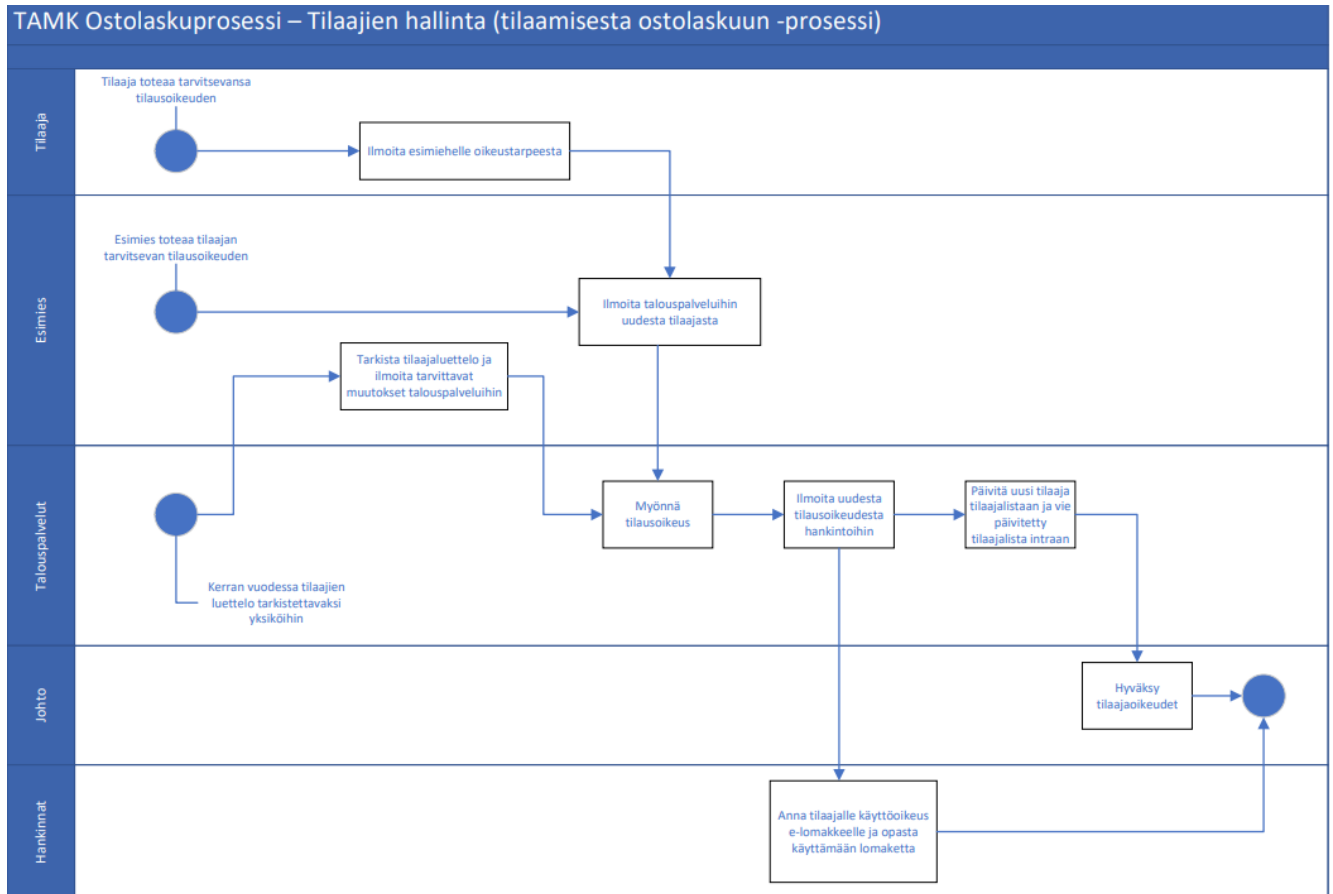 TAMK Ostolaskuprosessi – Tilaajien hallinta (tilaamisesta ostolaskuun -prosessi)
Tilaaja
Tilaaja toteaa tarvitsevansa
tilausoikeuden
Ilmoita esimiehelle oikeustarpeesta
Esimies
Esimies toteaa tilaajan
tarvitsevan tilausoikeuden
Ilmoita talouspalveluihin
uudesta tilaajasta
Tarkista tilaajaluettelo ja
ilmoita tarvittavat
muutokset talouspalveluihin
Talouspalvelut
Myönnä
tilausoikeus
Ilmoita uudesta
tilausoikeudesta
hankintoihin
Päivitä uusi tilaaja
tilaajalistaan ja vie
päivitetty
tilaajalista intraan
Kerran vuodessa tilaajien
luettelo tarkistettavaksi
yksiköihin
Johto
Hyväksy
tilaajaoikeudet
Hankinnat
Anna tilaajalle käyttöoikeus
e-lomakkeelle ja opasta
käyttämään lomaketta